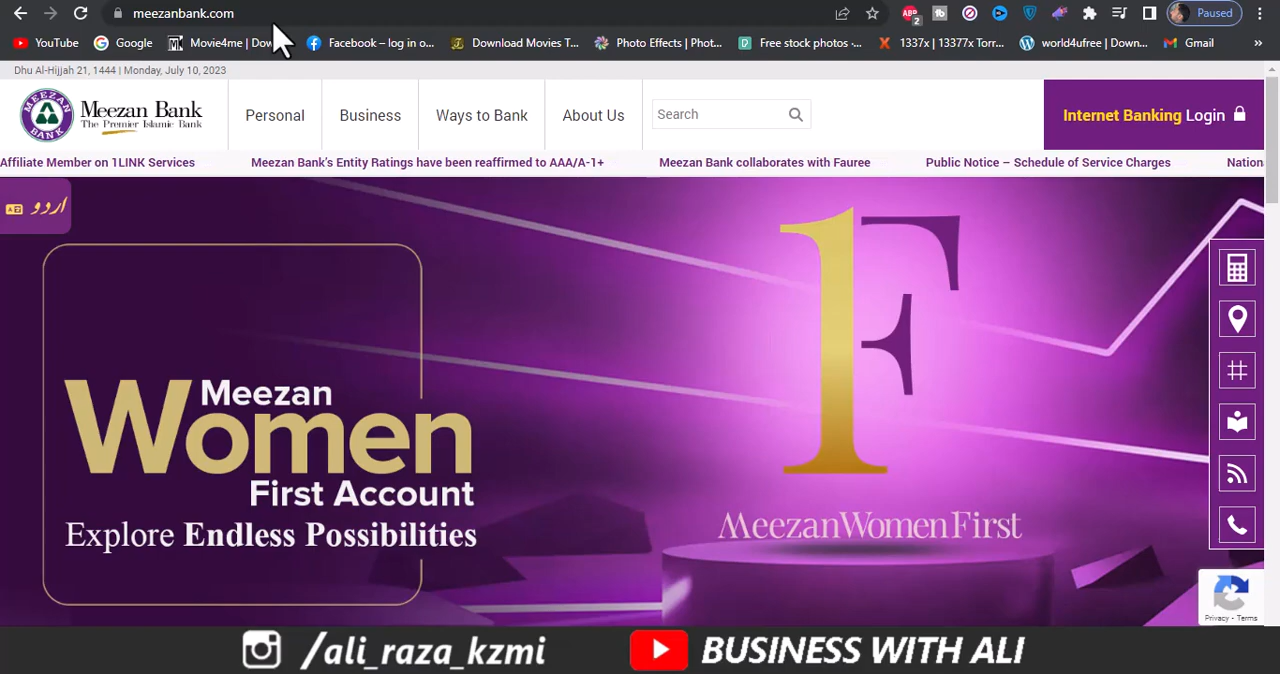 meezanbank.com
Paused
YouTube
Google
Movie4me | Dow
Facebook – log in o...
Download Movies T...
Photo Effects | Phot...
Free stock photos -...
1337x | 13377x Torr...
world4ufree | Down...
Gmail
»
Dhu Al-Hijjah 21, 1444 | Monday, July 10, 2023
MEEZAN BANK
Meezan Bank
The Premier Islamic Bank
Personal
Business
Ways to Bank
About Us
Search
Internet Banking Login
Affiliate Member on 1LINK Services
Meezan Bank's Entity Ratings have been reaffirmed to AAA/A-1+
Meezan Bank collaborates with Fauree
Public Notice – Schedule of Service Charges
Nation
اردو
1F
Meezan
Women
First Account
Explore Endless Possibilities
MeezanWomenFirst
Privacy - Terms
/ali_raza_kzmi
BUSINESS WITH ALI